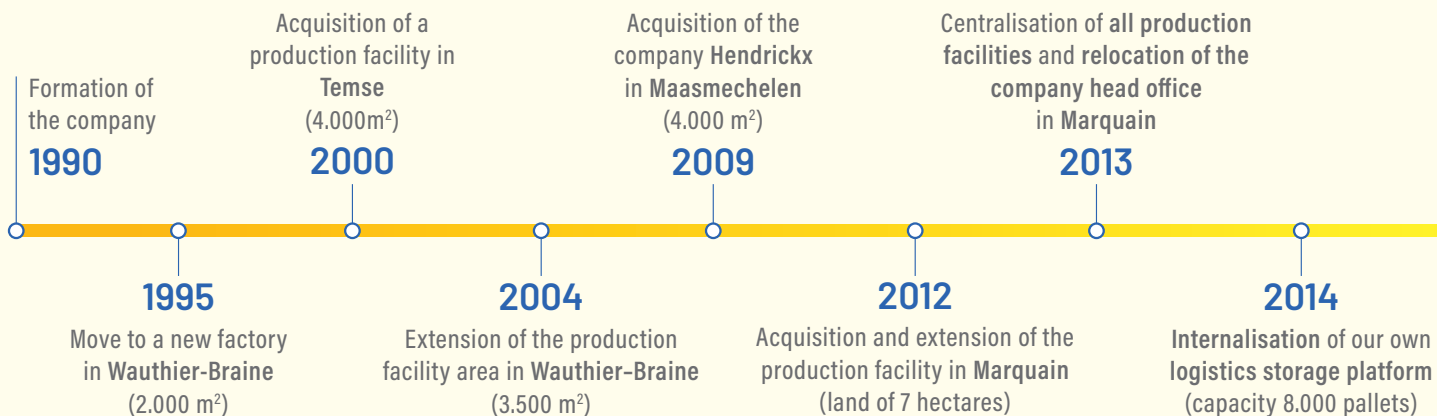 Formation of
the company
1990
1995
Move to a new factory
in Wauthier-Braine
(2.000 m²)
Acquisition of a
production facility in
Temse
(4.000m²)
2000
2004
Extension of the production
facility area in Wauthier–Braine
(3.500 m²)
Acquisition of the
company Hendrickx
in Maasmechelen
(4.000 m²)
2009
2012
Acquisition and extension of the
production facility in Marquain
(land of 7 hectares)
Centralisation of all production
facilities and relocation of the
company head office
in Marquain
2013
2014
Internalisation of our own
logistics storage platform
(capacity 8.000 pallets)